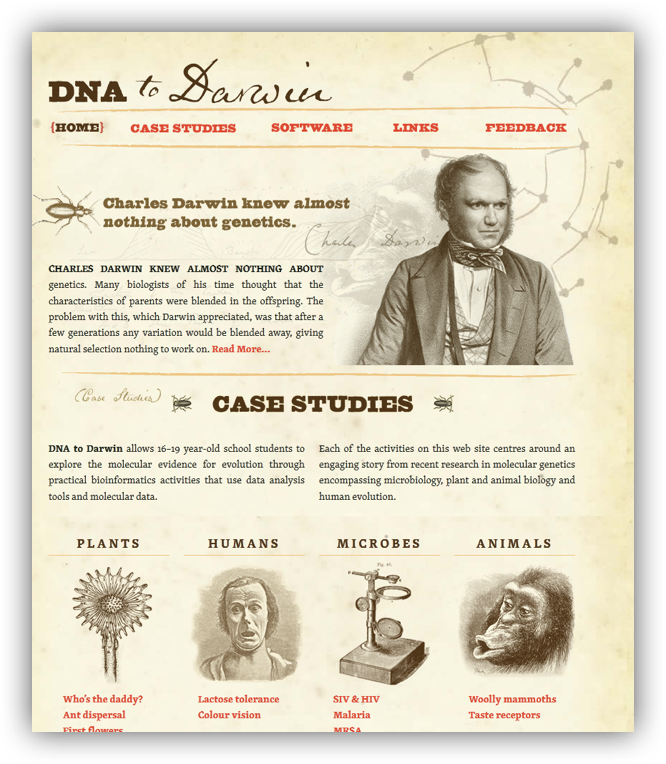 DNA to Darwin
{HOME}
CASE STUDIES
SOFTWARE
LINKS
FEEDBACK
Charles Darwin knew almost
nothing about genetics.
Charles Darwin
CHARLES DARWIN KNEW ALMOST NOTHING ABOUT
genetics. Many biologists of his time thought that the
characteristics of parents were blended in the offspring. The
problem with this, which Darwin appreciated, was that after a
few generations any variation would be blended away, giving
natural selection nothing to work on. Read More...
(Case Studies)
CASE STUDIES
DNA to Darwin allows 16–19 year-old school students to
explore the molecular evidence for evolution through
practical bioinformatics activities that use data analysis
tools and molecular data.
Each of the activities on this web site centres around an
engaging story from recent research in molecular genetics
encompassing microbiology, plant and animal biology and
human evolution.
PLANTS
Who's the daddy?
Ant dispersal
First flowers
HUMANS
Lactose tolerance
Colour vision
MICROBES
SIV & HIV
Malaria
MRSA
ANIMALS
Woolly mammoths
Taste receptors